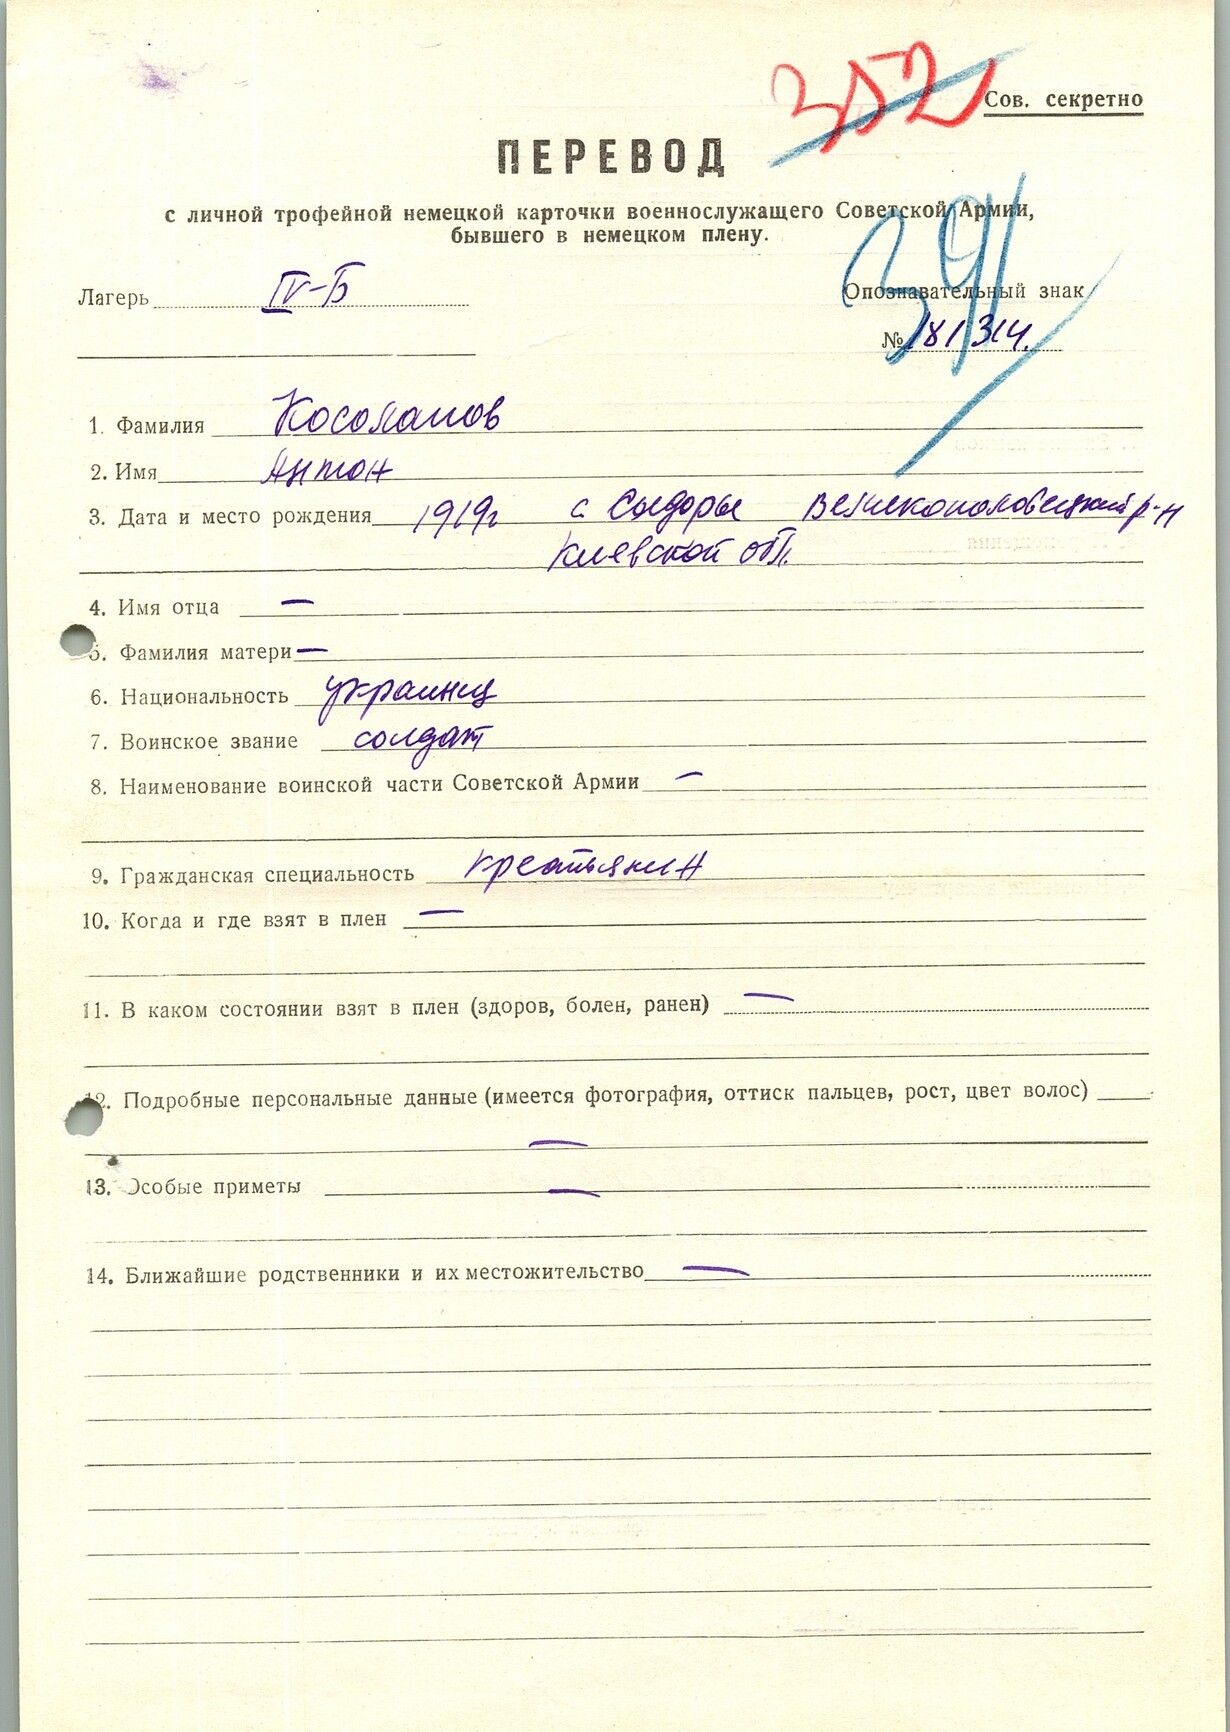 352
Сов. секретно
ПЕРЕВОД
с личной трофейной немецкой карточки военнослужащего Советской Армии,
бывшего в немецком плену.
391
Лагерь IV-Б
Опознавательный знак
№ 181314.
1. Фамилия Косолапов
2. Имя Антон
3. Дата и место рождения 1919г с Сыдоры Велекополовецкий р-н
Киевской обл.
4. Имя отца —
5. Фамилия матери —
6. Национальность украинец
7. Воинское звание солдат
8. Наименование воинской части Советской Армии —
9. Гражданская специальность крестьянин
10. Когда и где взят в плен —
11. В каком состоянии взят в плен (здоров, болен, ранен) —
12. Подробные персональные данные (имеется фотография, оттиск пальцев, рост, цвет волос)
—
13. Особые приметы —
14. Ближайшие родственники и их местожительство —